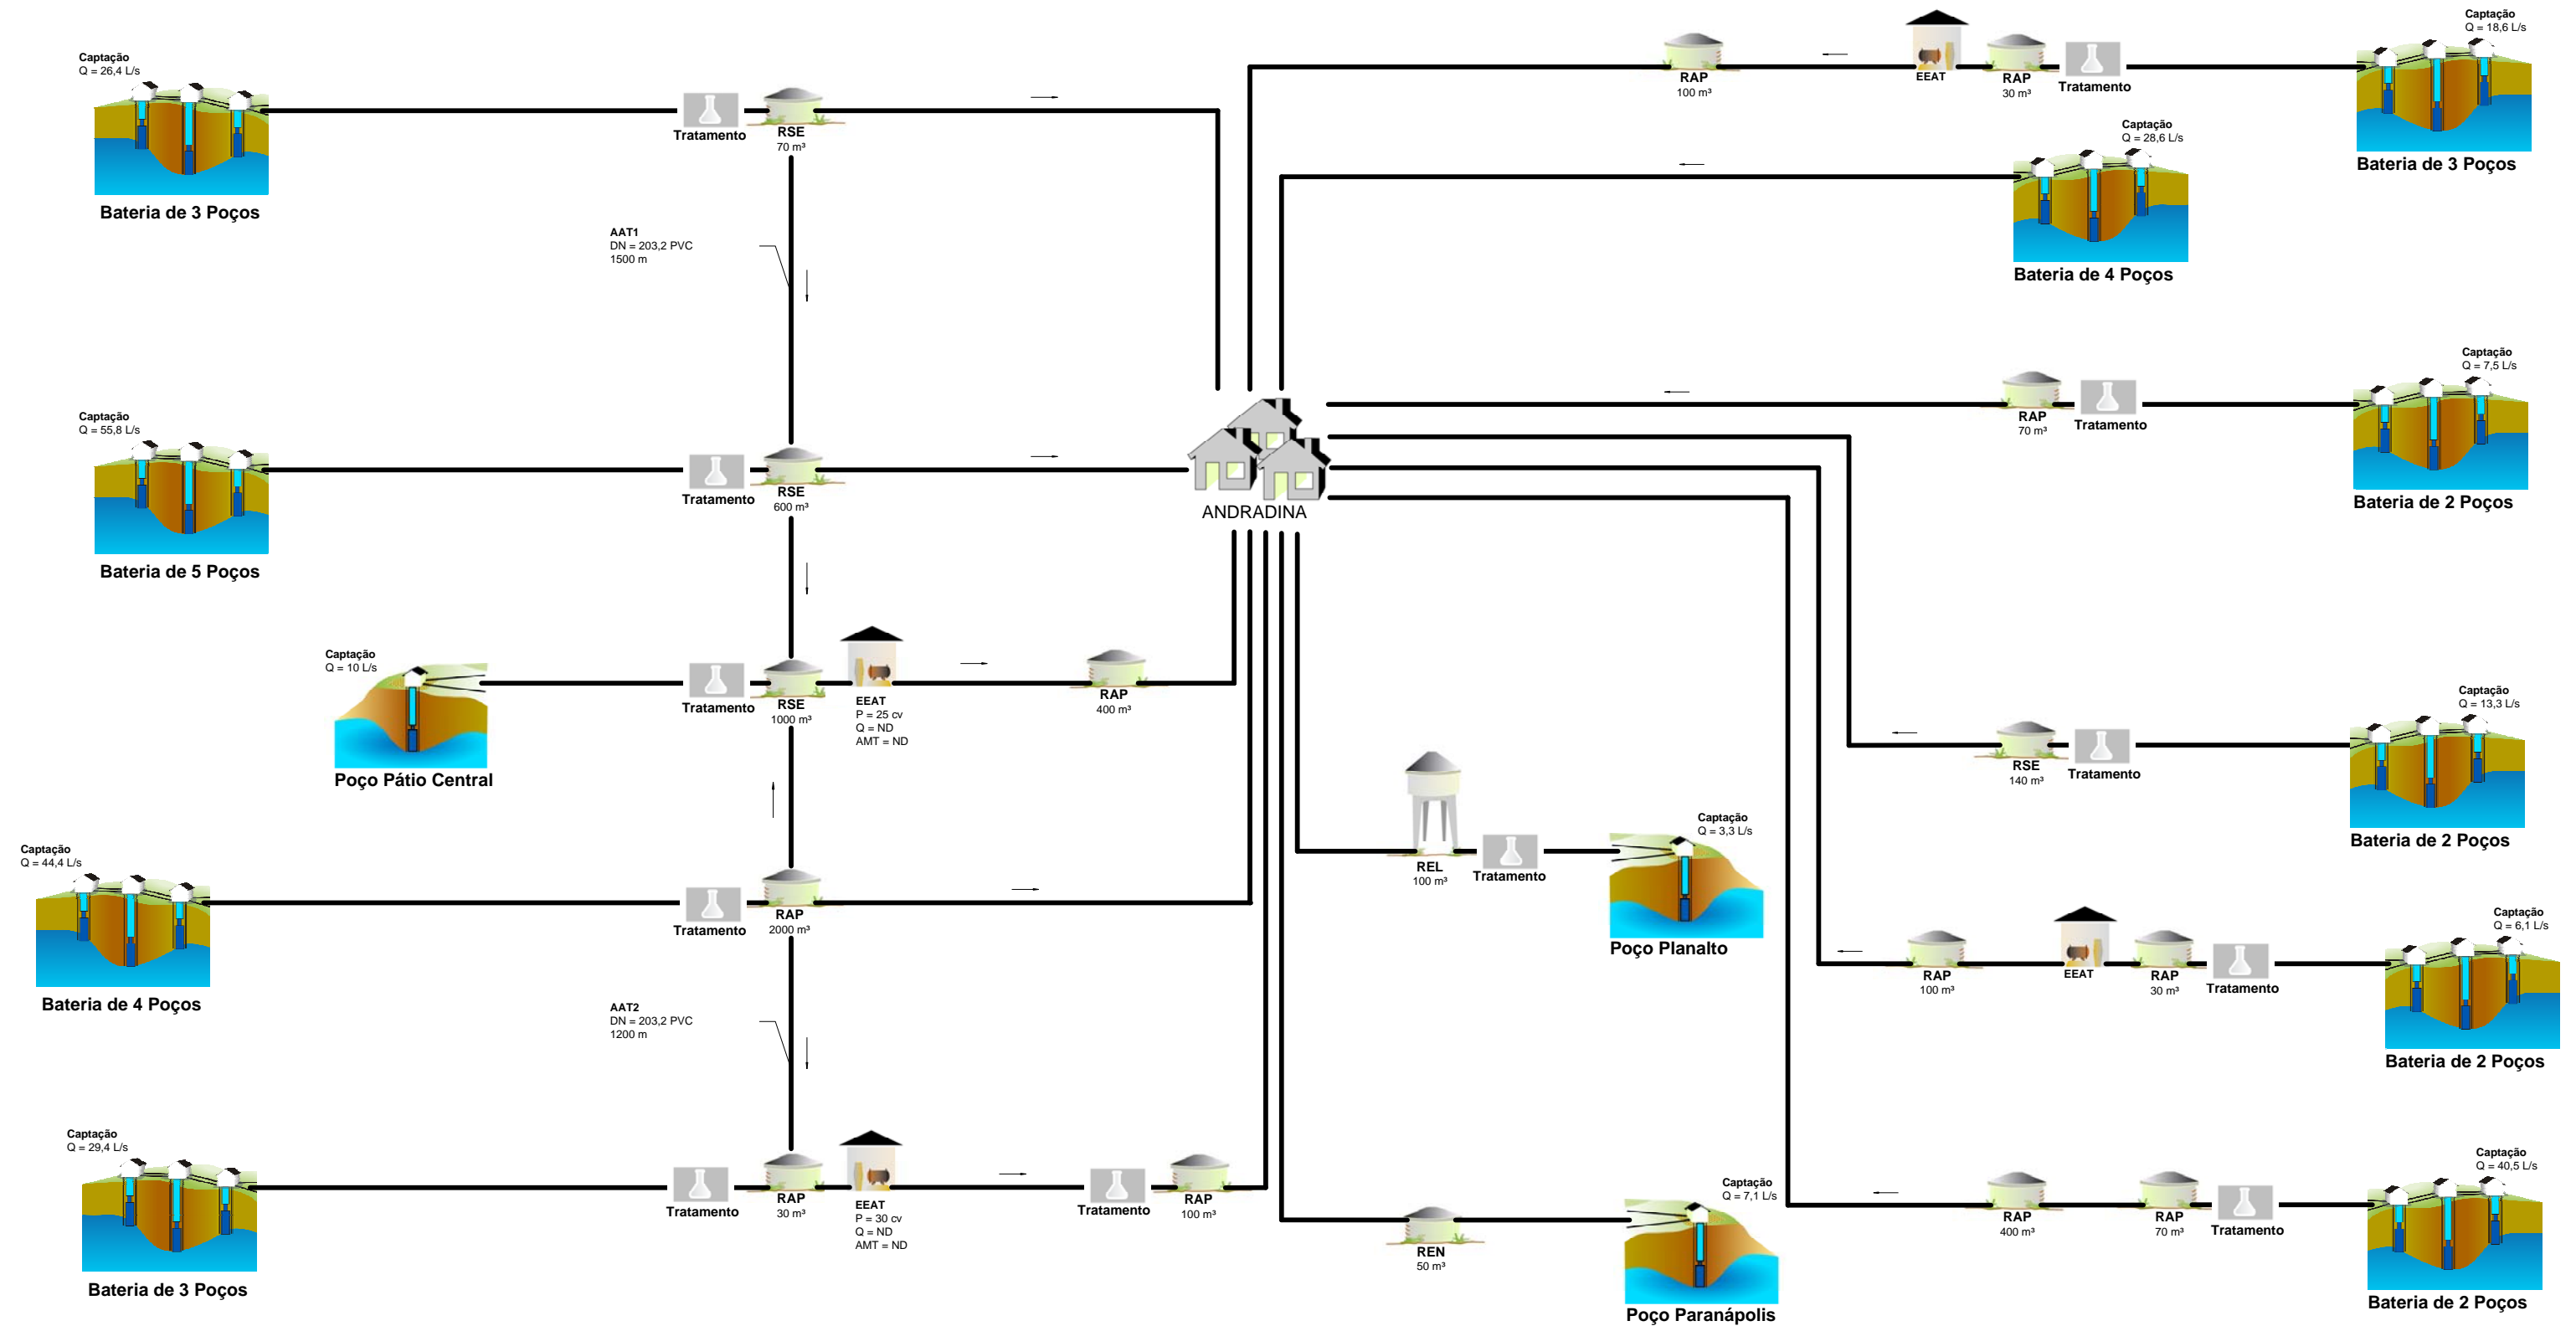 Captação
Q = 26,4 L/s
Bateria de 3 Poços
Tratamento
RSE
70 m³
AAT1
DN = 203,2 PVC
1500 m
Captação
Q = 55,8 L/s
Bateria de 5 Poços
Tratamento
RSE
600 m³
Captação
Q = 10 L/s
Poço Pátio Central
Tratamento
RSE
1000 m³
EEAT
P = 25 cv
Q = ND
AMT = ND
RAP
400 m³
Captação
Q = 44,4 L/s
Bateria de 4 Poços
Tratamento
RAP
2000 m³
AAT2
DN = 203,2 PVC
1200 m
Captação
Q = 29,4 L/s
Bateria de 3 Poços
Tratamento
RAP
30 m³
EEAT
P = 30 cv
Q = ND
AMT = ND
Tratamento
RAP
100 m³
ANDRADINA
RAP
100 m³
EEAT
RAP
30 m³
Tratamento
Captação
Q = 18,6 L/s
Bateria de 3 Poços
Captação
Q = 28,6 L/s
Bateria de 4 Poços
RAP
70 m³
Tratamento
Captação
Q = 7,5 L/s
Bateria de 2 Poços
RSE
140 m³
Tratamento
Captação
Q = 13,3 L/s
Bateria de 2 Poços
REL
100 m³
Tratamento
Captação
Q = 3,3 L/s
Poço Planalto
RAP
100 m³
EEAT
RAP
30 m³
Tratamento
Captação
Q = 6,1 L/s
Bateria de 2 Poços
REN
50 m³
Captação
Q = 7,1 L/s
Poço Paranápolis
RAP
400 m³
RAP
70 m³
Tratamento
Captação
Q = 40,5 L/s
Bateria de 2 Poços